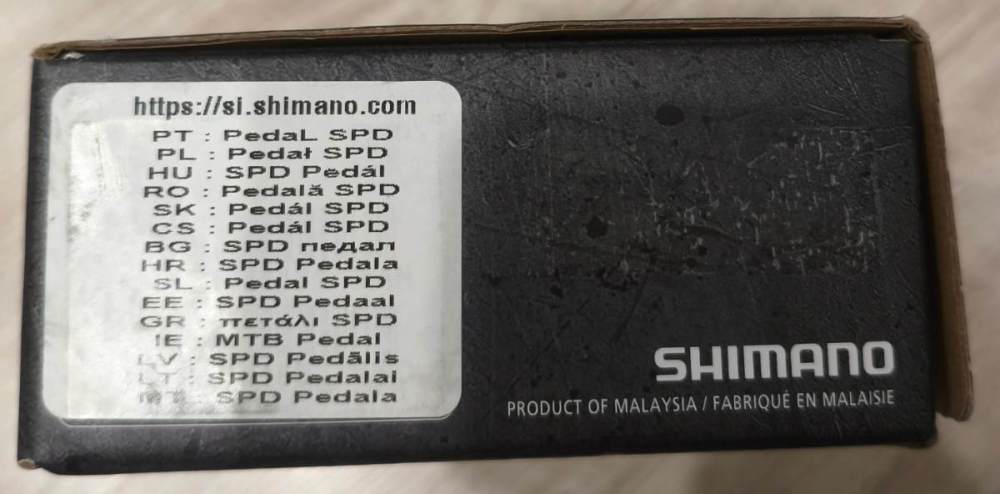 https://si.shimano.com
PT : PedaL SPD
PL : Pedał SPD
HU : SPD Pedál
RO : Pedală SPD
SK : Pedál SPD
CS : Pedál SPD
BG : SPD педал
HR : SPD Pedala
SL : Pedal SPD
EE : SPD Pedaal
GR : πετάλι SPD
IE : MTB Pedal
LV : SPD Pedālis
LT : SPD Pedalai
MT : SPD Pedala
SHIMANO
PRODUCT OF MALAYSIA / FABRIQUÉ EN MALAISIE